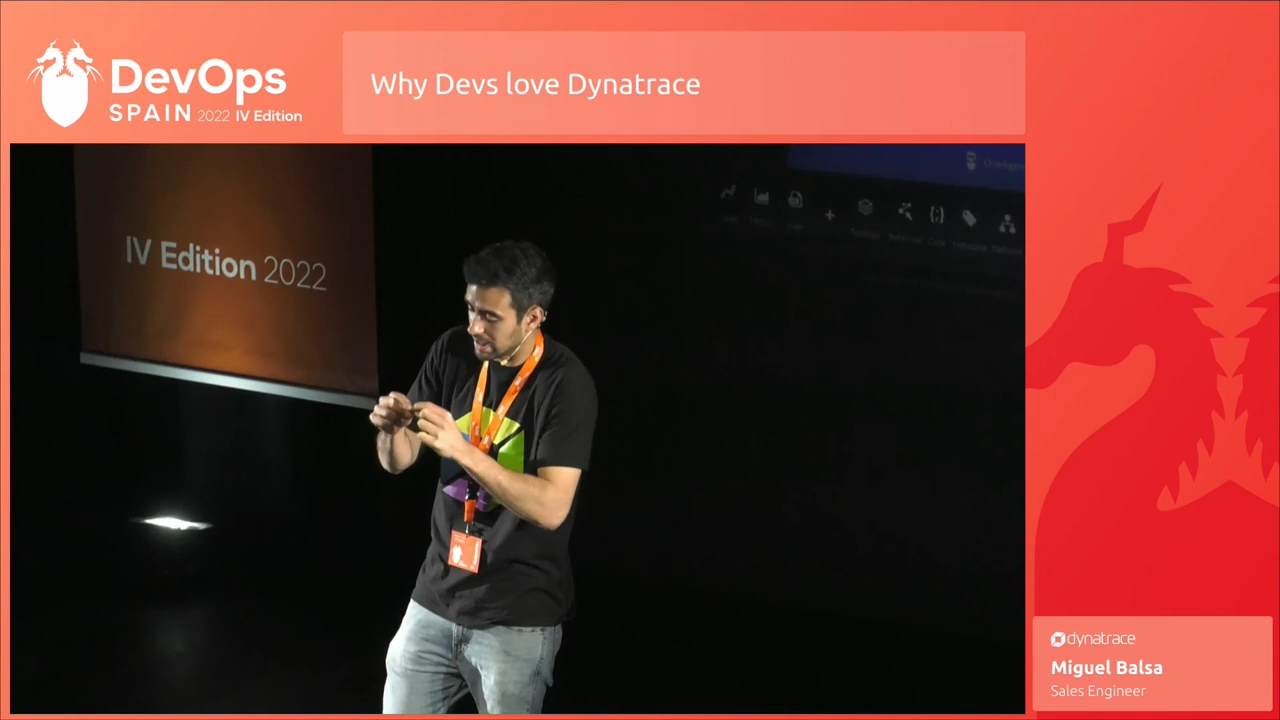 DevOps
SPAIN 2022 IV Edition
Why Devs love Dynatrace
IV Edition 2022
dynatrace
Miguel Balsa
Sales Engineer